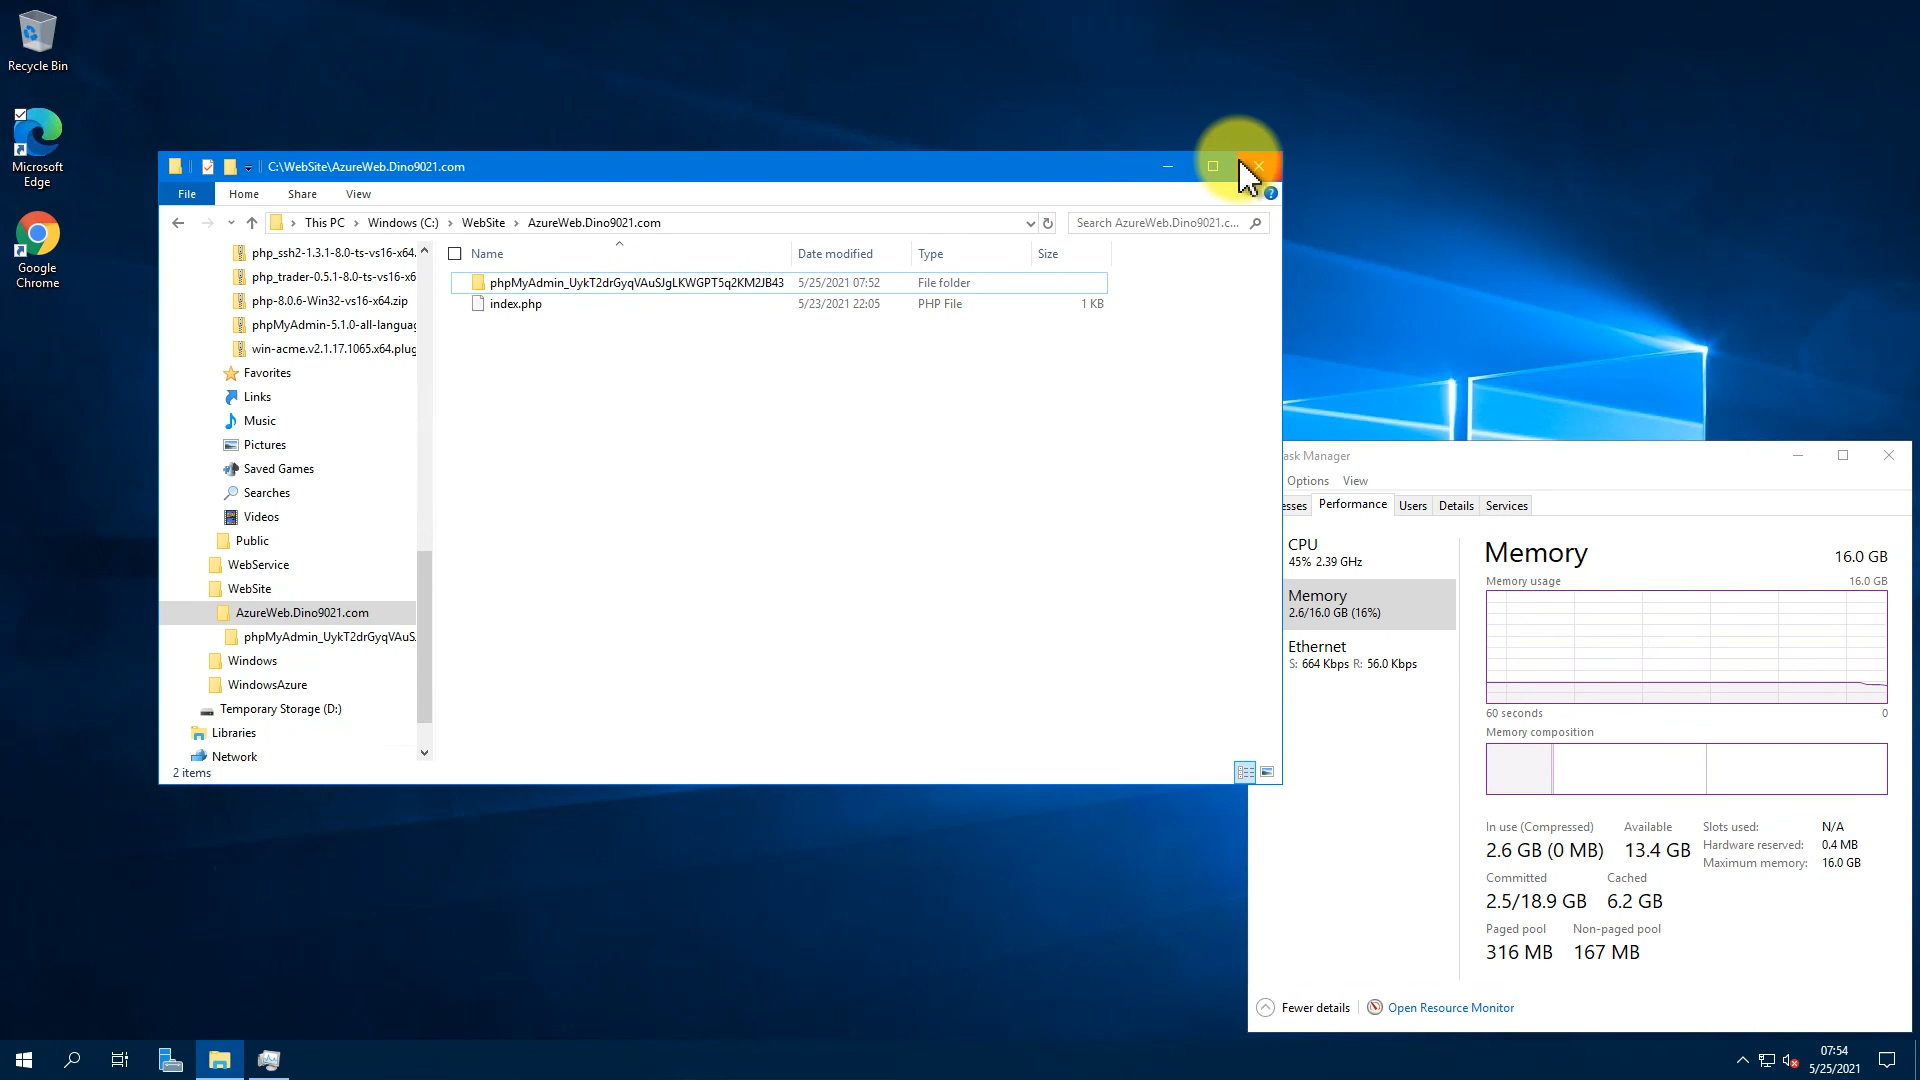 Recycle Bin
Microsoft
Edge
Google
Chrome
C:\WebSite\AzureWeb.Dino9021.com
File
Home
Share
View
This PC
Windows (C:)
WebSite
AzureWeb.Dino9021.com
Search AzureWeb.Dino9021.c...
php_ssh2-1.3.1-8.0-ts-vs16-x64.
php_trader-0.5.1-8.0-ts-vs16-x6
php-8.0.6-Win32-vs16-x64.zip
phpMyAdmin-5.1.0-all-languag
win-acme.v2.1.17.1065.x64.plug
Favorites
Links
Music
Pictures
Saved Games
Searches
Videos
Public
WebService
WebSite
AzureWeb.Dino9021.com
phpMyAdmin_UykT2drGyqVAuS.
Windows
WindowsAzure
Temporary Storage (D:)
Libraries
Network
2 items
Name
Date modified
Type
Size
phpMyAdmin_UykT2drGyqVAuSJgLKWGPT5q2KM2JB43
5/25/2021 07:52
File folder
index.php
5/23/2021 22:05
PHP File
1 KB
ask Manager
Options
View
esses
Performance
Users
Details
Services
CPU
45% 2.39 GHz
Memory
2.6/16.0 GB (16%)
Ethernet
S: 664 Kbps R: 56.0 Kbps
Memory
16.0 GB
Memory usage
16.0 GB
60 seconds
0
Memory composition
In use (Compressed)
2.6 GB (0 MB)
Available
13.4 GB
Slots used:
N/A
Hardware reserved:
0.4 MB
Maximum memory:
16.0 GB
Committed
2.5/18.9 GB
Cached
6.2 GB
Paged pool
316 MB
Non-paged pool
167 MB
Fewer details
Open Resource Monitor
07:54
5/25/2021